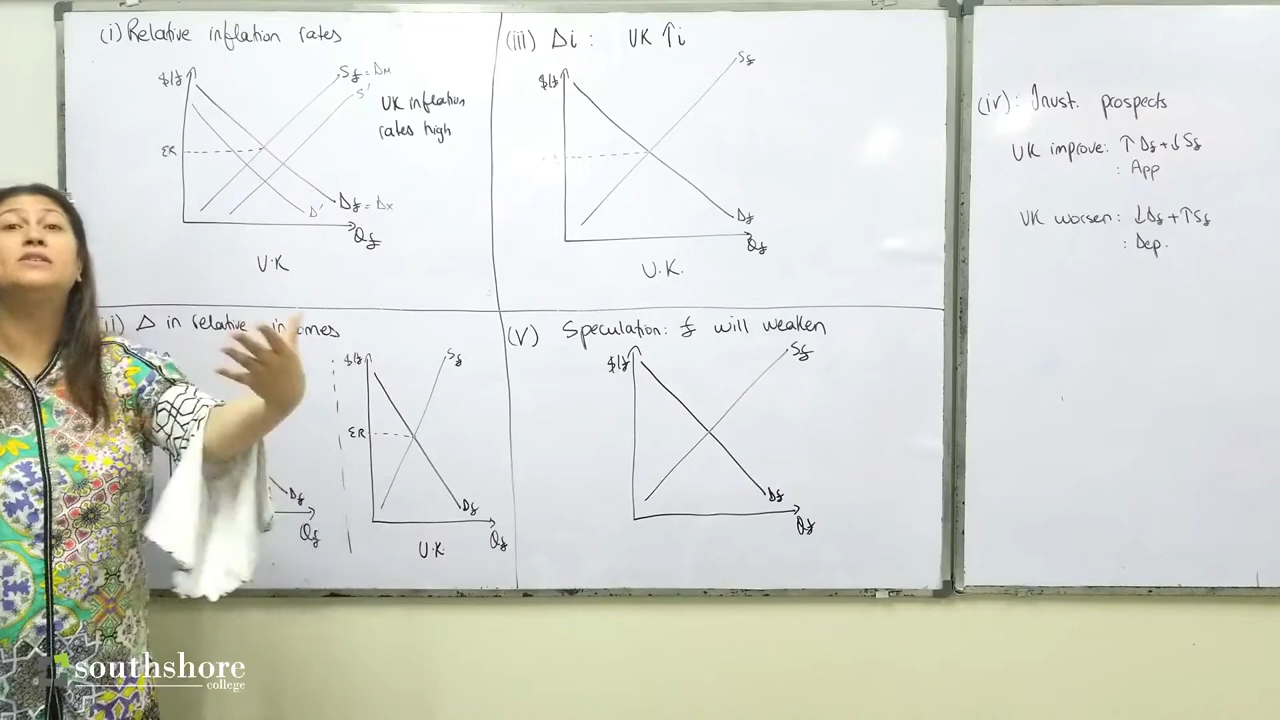 (i) Relative inflation rates
$/£
S£ = DM
S'
UK inflation
rates high
ER
D'
D£ = DX
Q£
U.K
(iii) Δi : UK ↑i
$/£
S£
D£
Q£
U.K.
(iv) : Inust. prospects
UK improve: ↑D£ + ↓S£
: App
UK worsen: ↓D£ + ↑S£
: Dep.
ii) Δ in relative incomes
D£
Q£
$/£
S£
ER
D£
Q£
U.K
(v) Speculation: £ will weaken
$/£
S£
D£
Q£
southshore
college